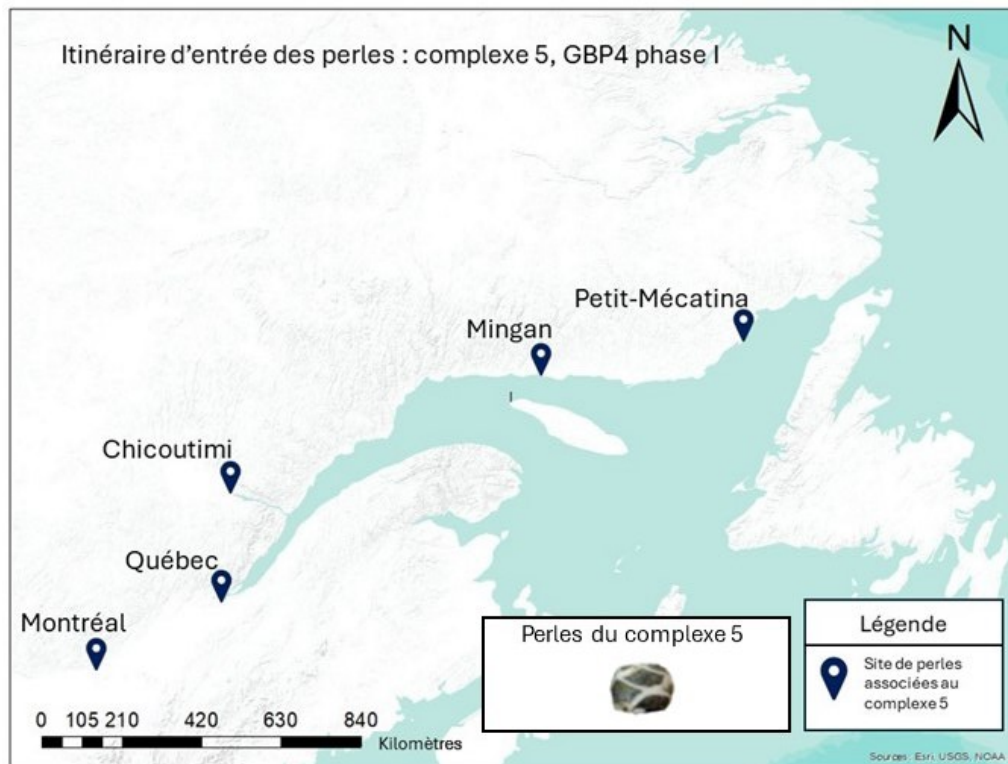 Itinéraire d'entrée des perles : complexe 5, GBP4 phase I
N
Petit-Mécatina
Mingan
Chicoutimi
Québec
Montréal
Perles du complexe 5
Légende
Site de perles
associées au
complexe 5
0 105 210 420 630 840
Kilomètres
Sources: Esri, USGS, NOAA